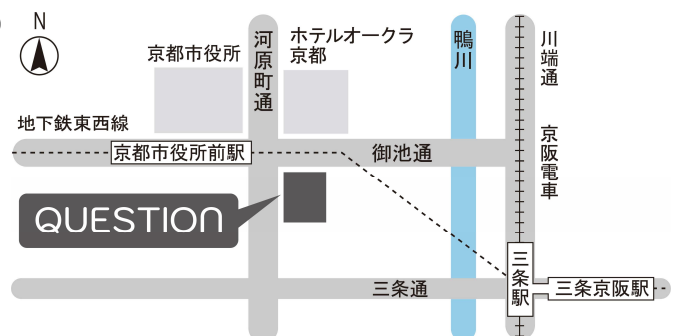 N
京都市役所
河原町通
ホテルオークラ
京都
鴨川
川端通
京阪電車
地下鉄東西線
京都市役所前駅
御池通
QUESTION
三条通
三条駅
三条京阪駅